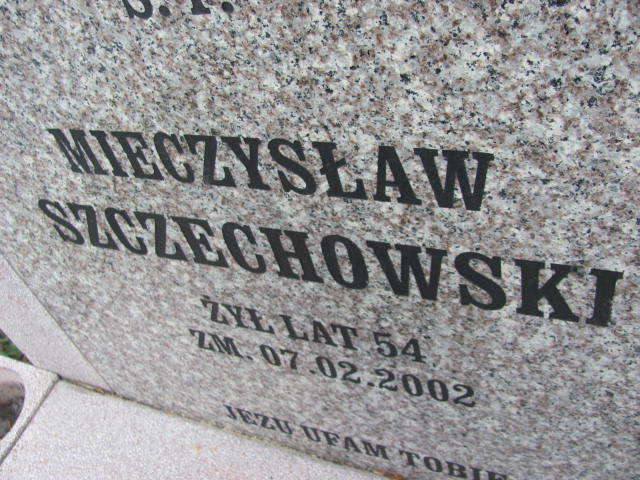 Ś.P.
MIECZYSŁAW
SZCZECHOWSKI
ŻYŁ LAT 54
ZM. 07.02.2002
JEZU UFAM TOBIE